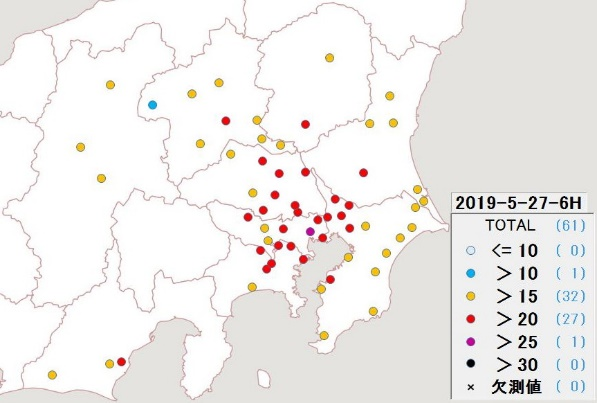 2019-5-27-6H
TOTAL (61)
<= 10 ( 0)
> 10 ( 1)
> 15 (32)
> 20 (27)
> 25 ( 1)
> 30 ( 0)
× 欠測値 ( 0)